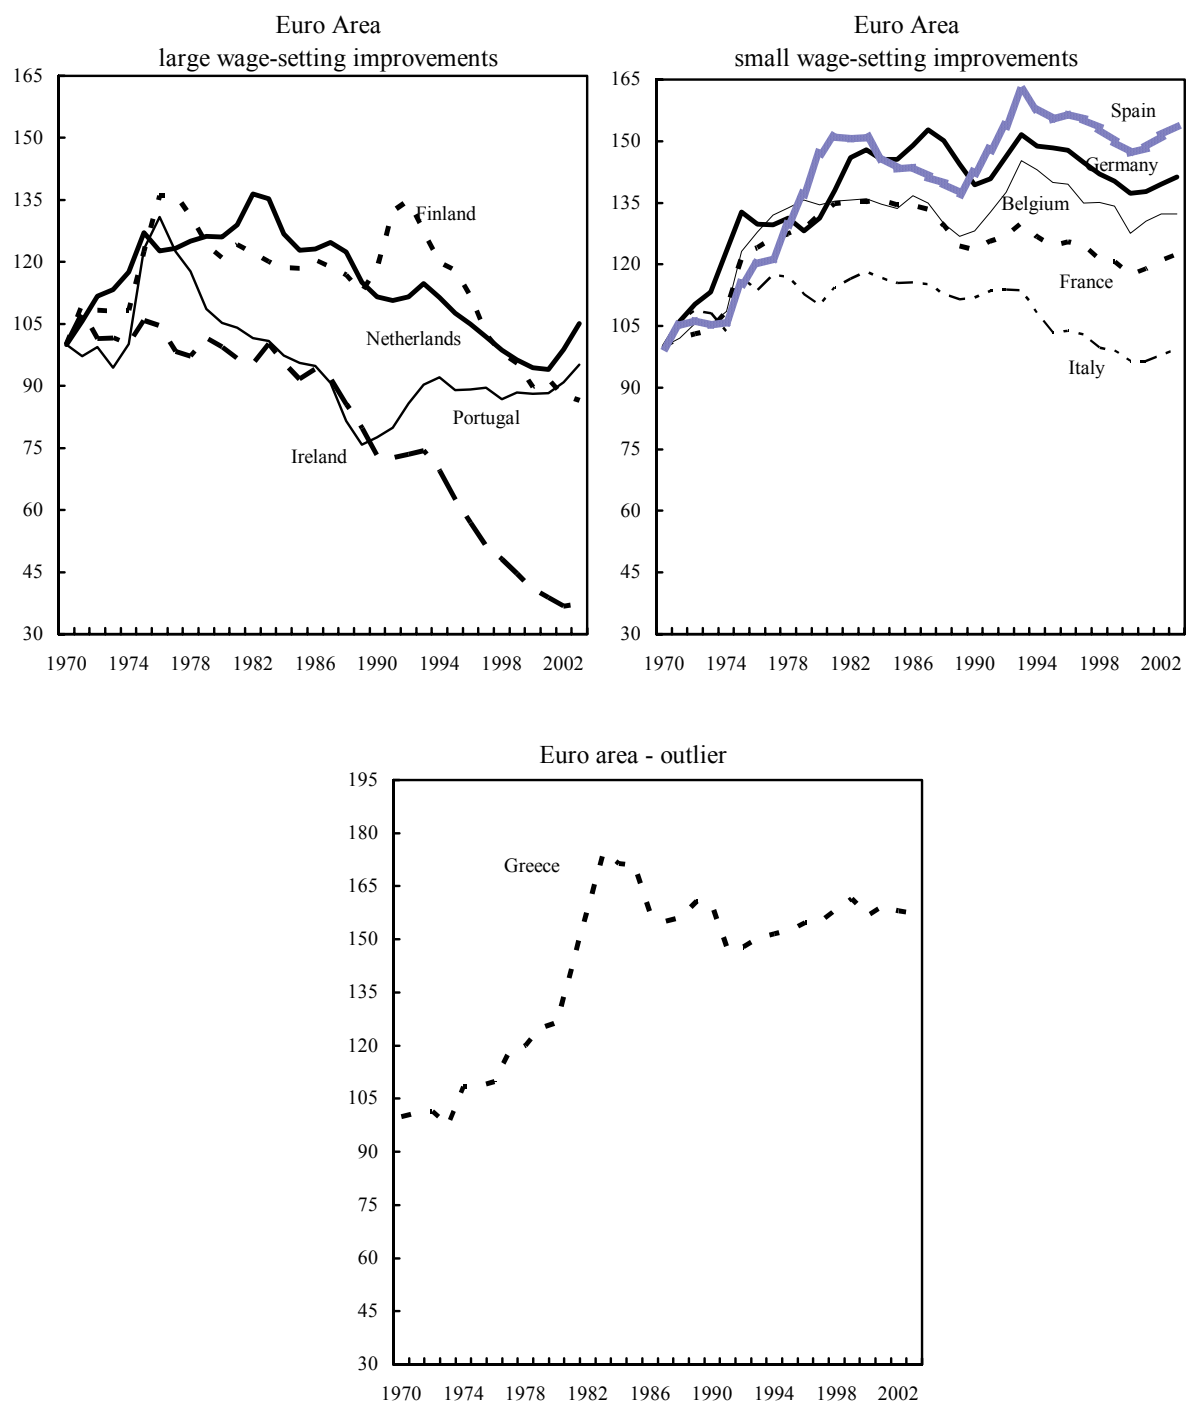 Euro Area
large wage-setting improvements
165
150
135
120
105
90
75
60
45
30
Finland
Netherlands
Portugal
Ireland
1970 1974 1978 1982 1986 1990 1994 1998 2002
Euro Area
small wage-setting improvements
165
150
135
120
105
90
75
60
45
30
Spain
Germany
Belgium
France
Italy
1970 1974 1978 1982 1986 1990 1994 1998 2002
Euro area - outlier
195
180
165
150
135
120
105
90
75
60
45
30
Greece
1970 1974 1978 1982 1986 1990 1994 1998 2002